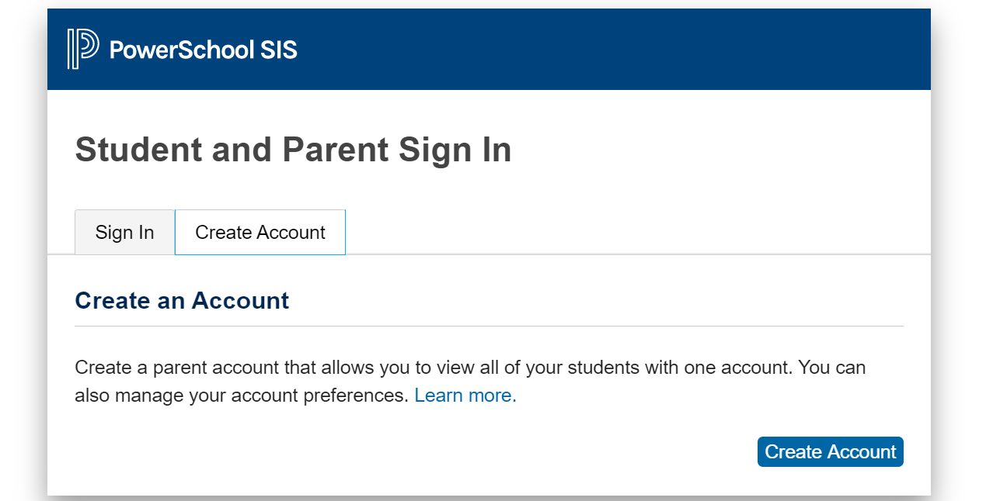 PowerSchool SIS
Student and Parent Sign In
Sign In
Create Account
Create an Account
Create a parent account that allows you to view all of your students with one account. You can
also manage your account preferences. Learn more.
Create Account